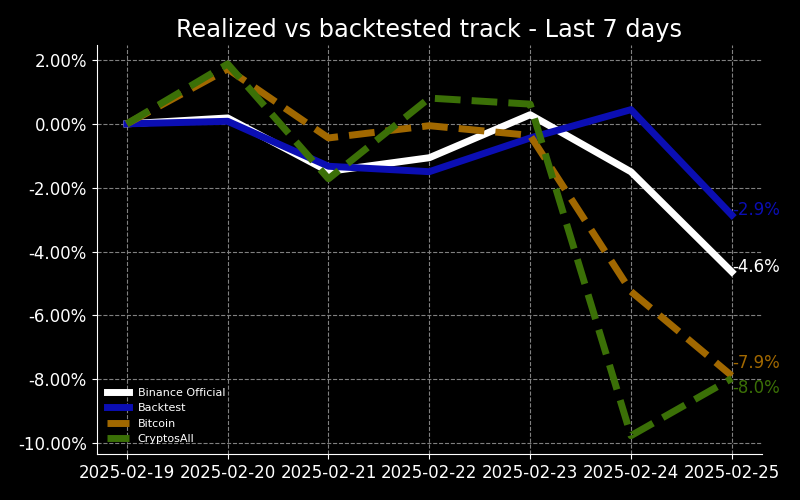 Realized vs backtested track - Last 7 days
2.00%
0.00%
-2.00%
-4.00%
-6.00%
-8.00%
-10.00%
-2.9%
-4.6%
-7.9%
-8.0%
Binance Official
Backtest
Bitcoin
CryptosAll
2025-02-19 2025-02-20 2025-02-21 2025-02-22 2025-02-23 2025-02-24 2025-02-25